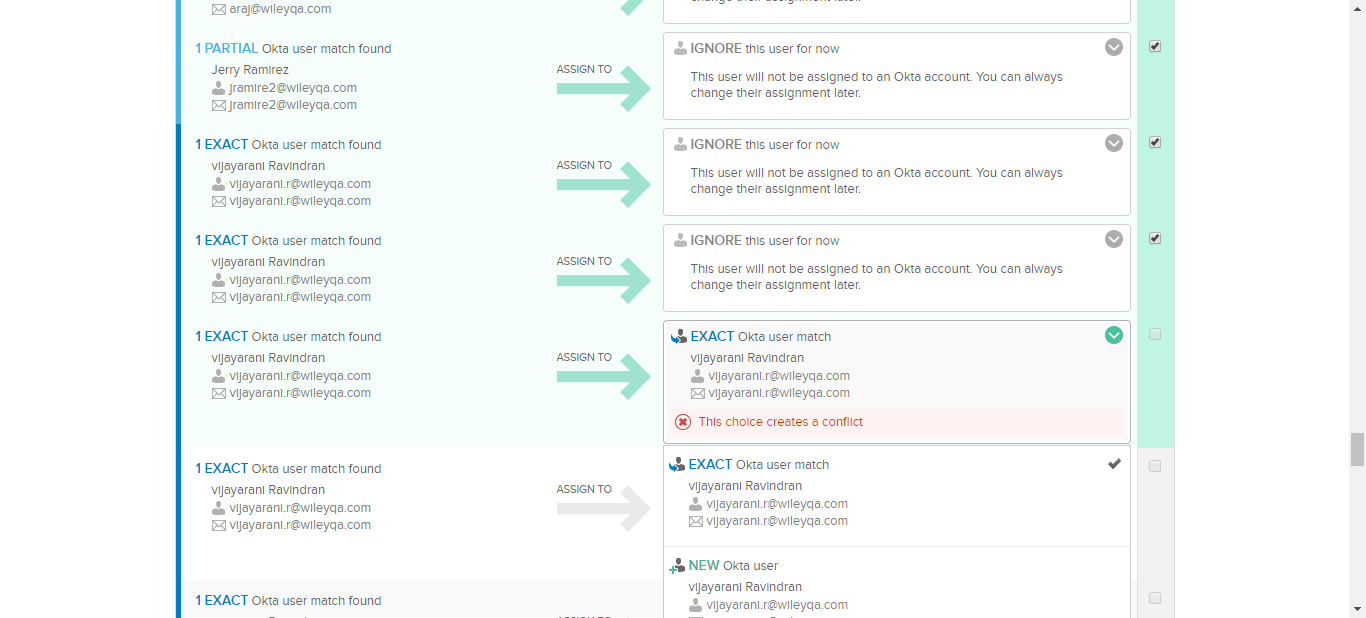 araj@wileyqa.com
1 PARTIAL Okta user match found
Jerry Ramirez
jramire2@wileyqa.com
jramire2@wileyqa.com
ASSIGN TO
IGNORE this user for now
This user will not be assigned to an Okta account. You can always
change their assignment later.
1 EXACT Okta user match found
vijayarani Ravindran
vijayarani.r@wileyqa.com
vijayarani.r@wileyqa.com
ASSIGN TO
IGNORE this user for now
This user will not be assigned to an Okta account. You can always
change their assignment later.
1 EXACT Okta user match found
vijayarani Ravindran
vijayarani.r@wileyqa.com
vijayarani.r@wileyqa.com
ASSIGN TO
IGNORE this user for now
This user will not be assigned to an Okta account. You can always
change their assignment later.
1 EXACT Okta user match found
vijayarani Ravindran
vijayarani.r@wileyqa.com
vijayarani.r@wileyqa.com
ASSIGN TO
EXACT Okta user match
vijayarani Ravindran
vijayarani.r@wileyqa.com
vijayarani.r@wileyqa.com
This choice creates a conflict
1 EXACT Okta user match found
vijayarani Ravindran
vijayarani.r@wileyqa.com
vijayarani.r@wileyqa.com
ASSIGN TO
EXACT Okta user match
vijayarani Ravindran
vijayarani.r@wileyqa.com
vijayarani.r@wileyqa.com
NEW Okta user
vijayarani Ravindran
vijayarani.r@wileyqa.com
1 EXACT Okta user match found